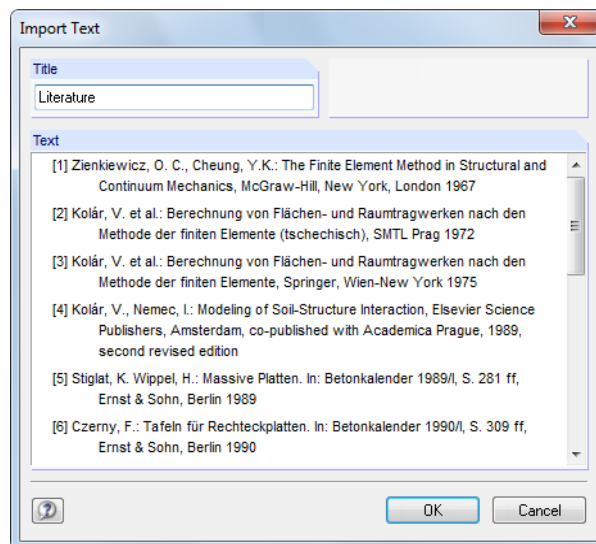 Import Text
Title
Literature
Text
[1] Zienkiewicz, O. C., Cheung, Y.K.: The Finite Element Method in Structural and
Continuum Mechanics, McGraw-Hill, New York, London 1967
[2] Kolár, V. et al.: Berechnung von Flächen- und Raumtragwerken nach den
Methode der finiten Elemente (tschechisch), SMTL Prag 1972
[3] Kolár, V. et al.: Berechnung von Flächen- und Raumtragwerken nach den
Methode der finiten Elemente, Springer, Wien-New York 1975
[4] Kolár, V., Nemec, I.: Modeling of Soil-Structure Interaction, Elsevier Science
Publishers, Amsterdam, co-published with Academica Prague, 1989,
second revised edition
[5] Stiglat, K. Wippel, H.: Massive Platten. In: Betonkalender 1989/I, S. 281 ff,
Ernst & Sohn, Berlin 1989
[6] Czerny, F.: Tafeln für Rechteckplatten. In: Betonkalender 1990/I, S. 309 ff,
Ernst & Sohn, Berlin 1990
OK Cancel